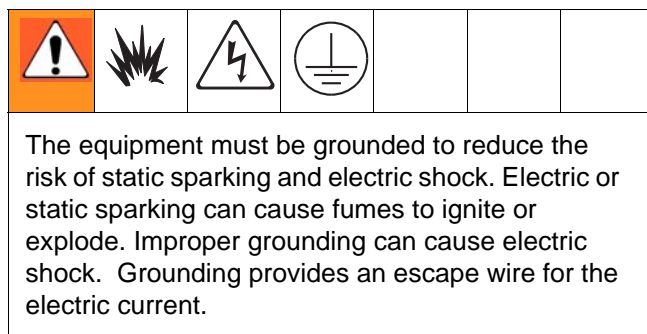 The equipment must be grounded to reduce the
risk of static sparking and electric shock. Electric or
static sparking can cause fumes to ignite or
explode. Improper grounding can cause electric
shock.  Grounding provides an escape wire for the
electric current.